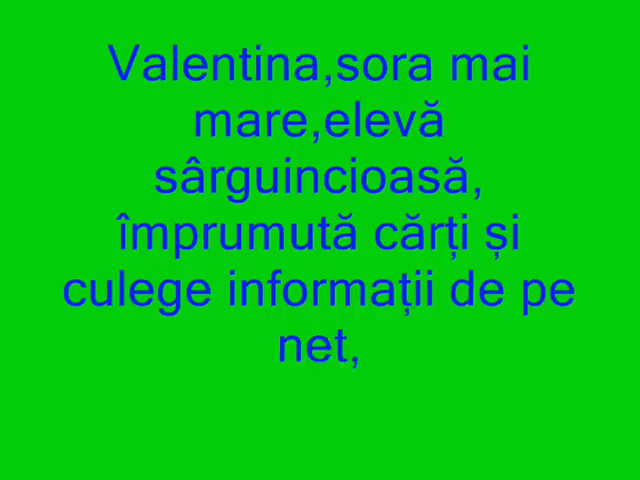 Valentina,sora mai
mare,elevă
sârguincioasă,
împrumută cărți și
culege informații de pe
net,